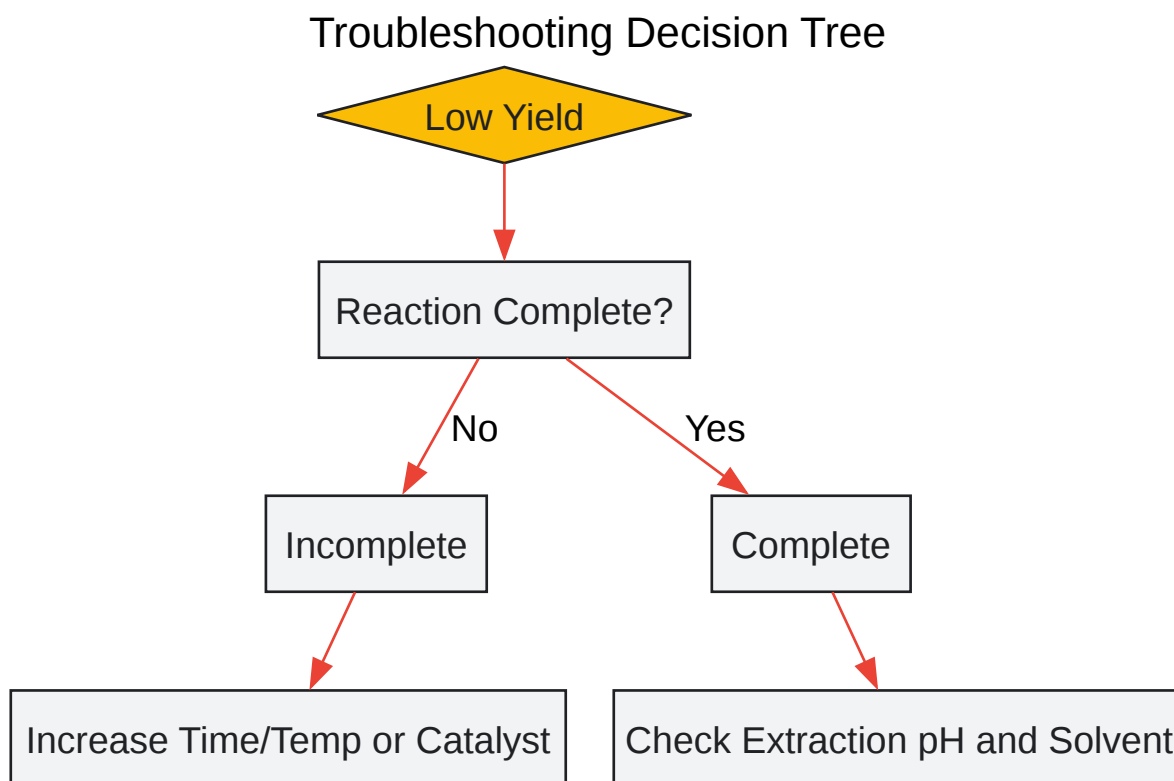 Troubleshooting Decision Tree
Low Yield
Reaction Complete?
No
Yes
Incomplete
Complete
Increase Time/Temp or Catalyst
Check Extraction pH and Solvent